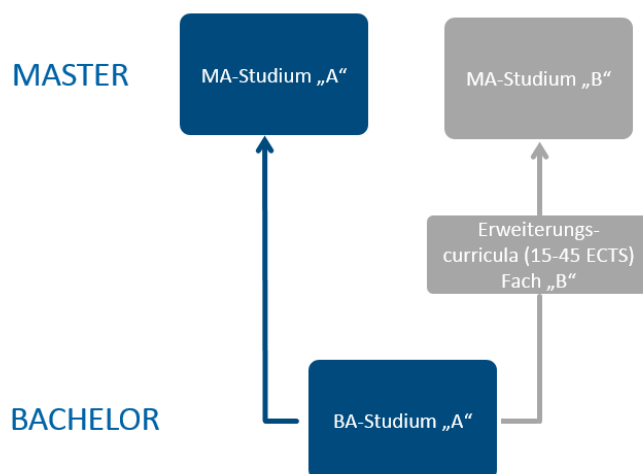 MASTER
MA-Studium „A“
MA-Studium „B“
Erweiterungs-
curricula (15-45 ECTS)
Fach „B“
BACHELOR
BA-Studium „A“